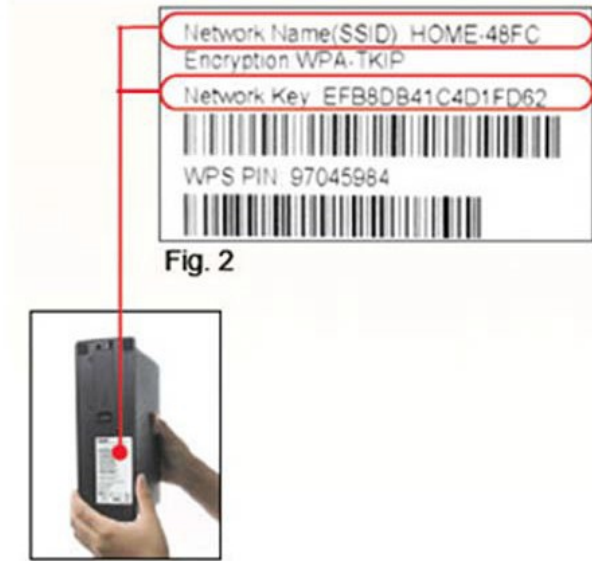 Network Name(SSID) HOME-48FC
Encryption WPA-TKIP
Network Key EFB8DB41C4D1FD62
WPS PIN: 97045984
Fig. 2